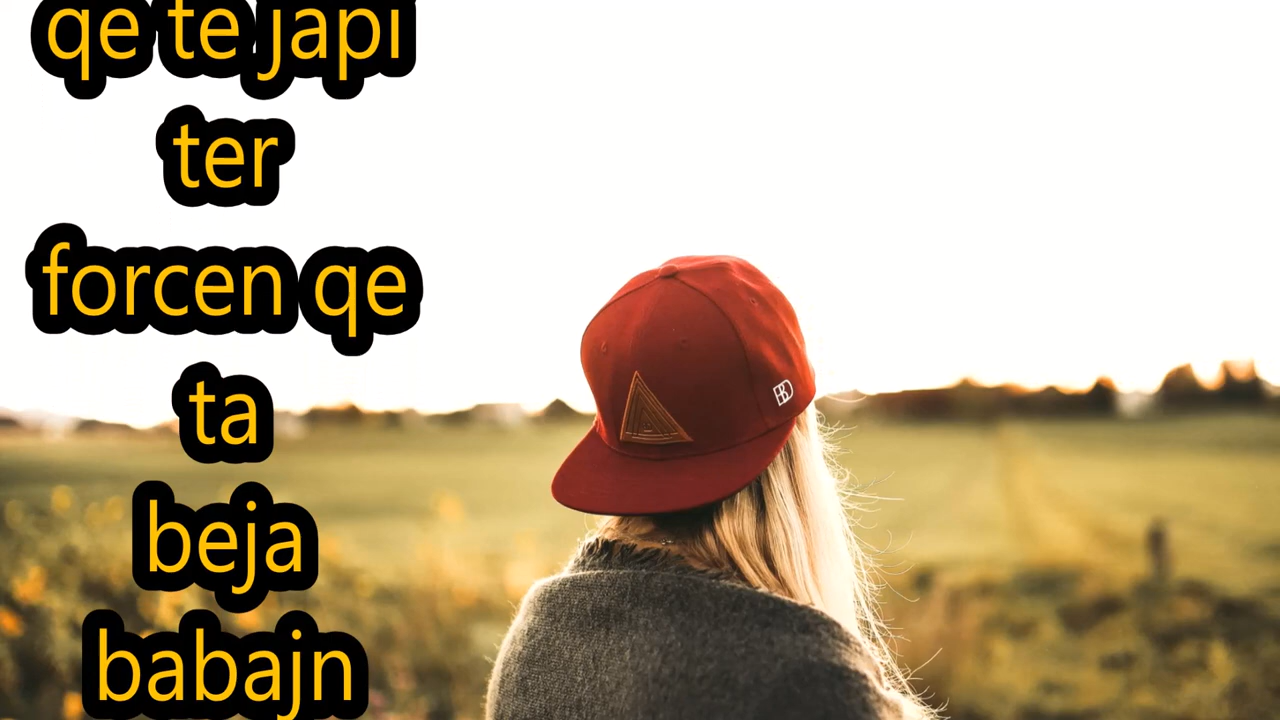 qe te japi
ter
forcen qe
ta
beja
babajn